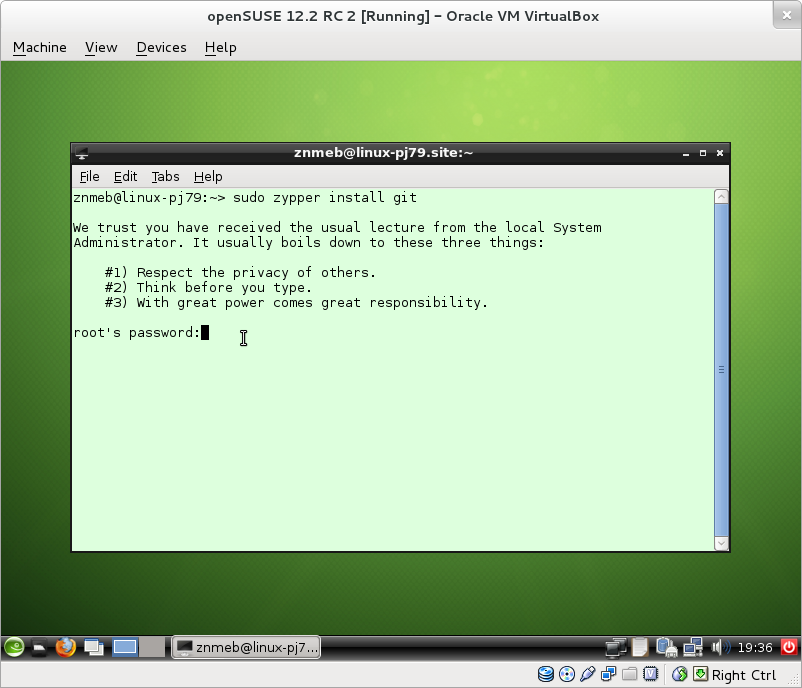 openSUSE 12.2 RC 2 [Running] - Oracle VM VirtualBox
Machine View Devices Help
znmeb@linux-pj79.site:~
File Edit Tabs Help
znmeb@linux-pj79:~> sudo zypper install git
We trust you have received the usual lecture from the local System
Administrator. It usually boils down to these three things:
#1) Respect the privacy of others.
#2) Think before you type.
#3) With great power comes great responsibility.
root's password:
znmeb@linux-pj7...
19:36
Right Ctrl